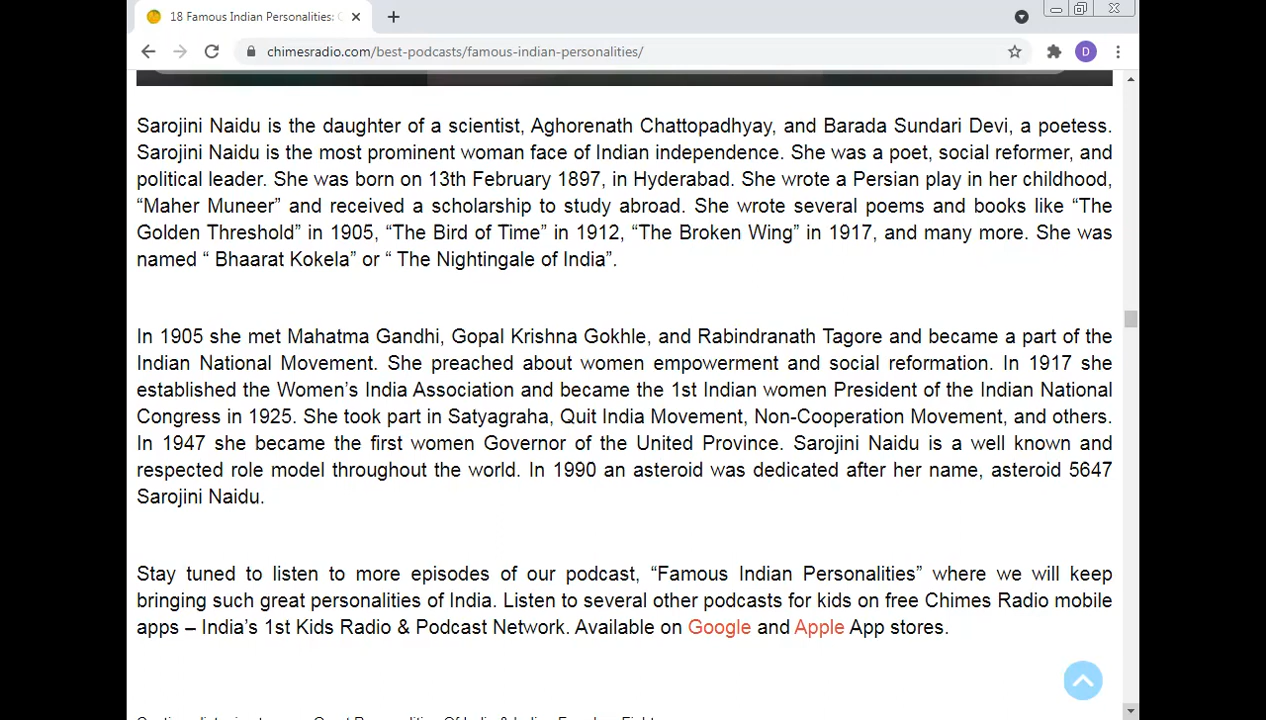 18 Famous Indian Personalities:
chimesradio.com/best-podcasts/famous-indian-personalities/
D
Sarojini Naidu is the daughter of a scientist, Aghorenath Chattopadhyay, and Barada Sundari Devi, a poetess.
Sarojini Naidu is the most prominent woman face of Indian independence. She was a poet, social reformer, and
political leader. She was born on 13th February 1897, in Hyderabad. She wrote a Persian play in her childhood,
“Maher Muneer” and received a scholarship to study abroad. She wrote several poems and books like “The
Golden Threshold” in 1905, “The Bird of Time” in 1912, “The Broken Wing” in 1917, and many more. She was
named “ Bhaarat Kokela” or “ The Nightingale of India”.
In 1905 she met Mahatma Gandhi, Gopal Krishna Gokhle, and Rabindranath Tagore and became a part of the
Indian National Movement. She preached about women empowerment and social reformation. In 1917 she
established the Women’s India Association and became the 1st Indian women President of the Indian National
Congress in 1925. She took part in Satyagraha, Quit India Movement, Non-Cooperation Movement, and others.
In 1947 she became the first women Governor of the United Province. Sarojini Naidu is a well known and
respected role model throughout the world. In 1990 an asteroid was dedicated after her name, asteroid 5647
Sarojini Naidu.
Stay tuned to listen to more episodes of our podcast, “Famous Indian Personalities” where we will keep
bringing such great personalities of India. Listen to several other podcasts for kids on free Chimes Radio mobile
apps – India’s 1st Kids Radio & Podcast Network. Available on Google and Apple App stores.